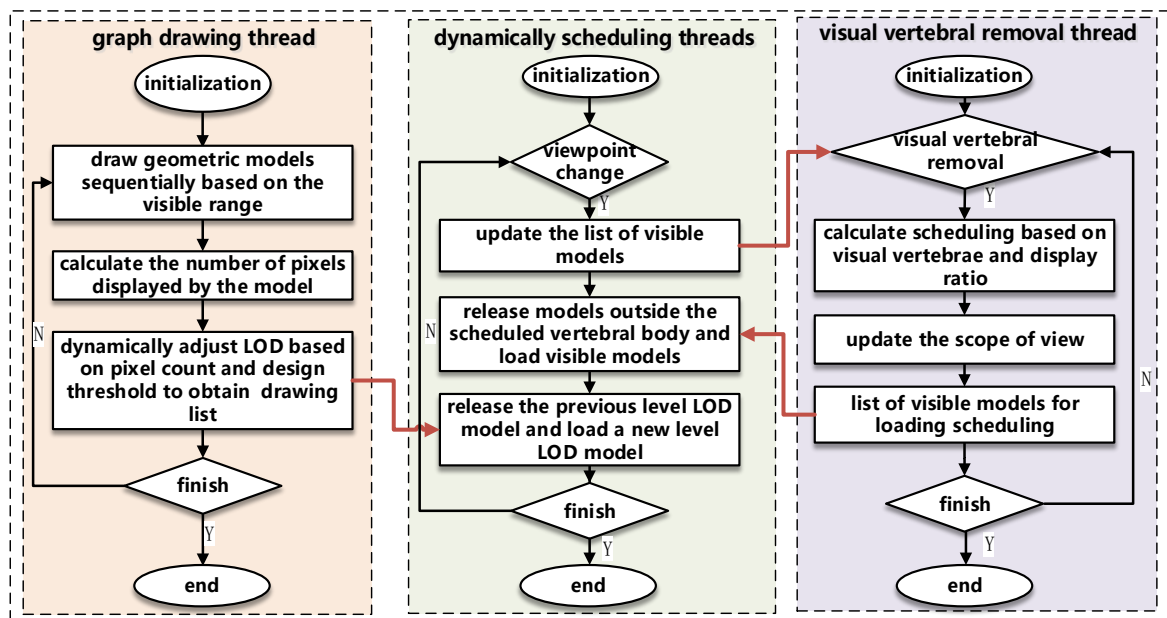 graph drawing thread
initialization
draw geometric models
sequentially based on the
visible range
calculate the number of pixels
displayed by the model
N
dynamically adjust LOD based
on pixel count and design
threshold to obtain drawing
list
finish
Y
end
dynamically scheduling threads
initialization
viewpoint
change
Y
update the list of visible
models
release models outside
the scheduled vertebral body and
load visible models
N
release the previous level LOD
model and load a new level
LOD model
finish
Y
end
visual vertebral removal thread
initialization
visual vertebral
removal
Y
calculate scheduling based on
visual vertebrae and display
ratio
update the scope of view
N
list of visible models for
loading scheduling
finish
Y
end